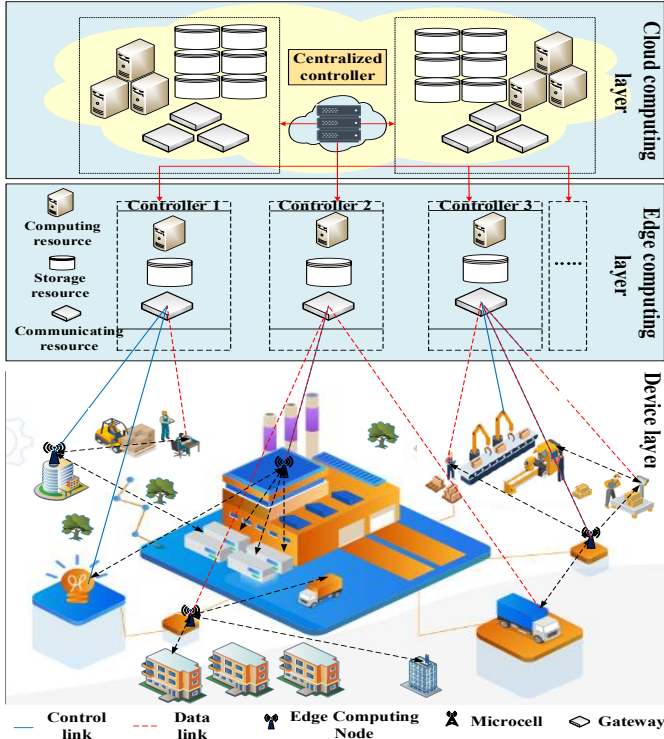 Centralized
controller
Cloud computing
layer
Controller 1
Controller 2
Controller 3
Computing
resource
Storage
resource
Communicating
resource
......
Edge computing
layer
Device layer
Control
link
Data
link
Edge Computing
Node
Microcell
Gateway